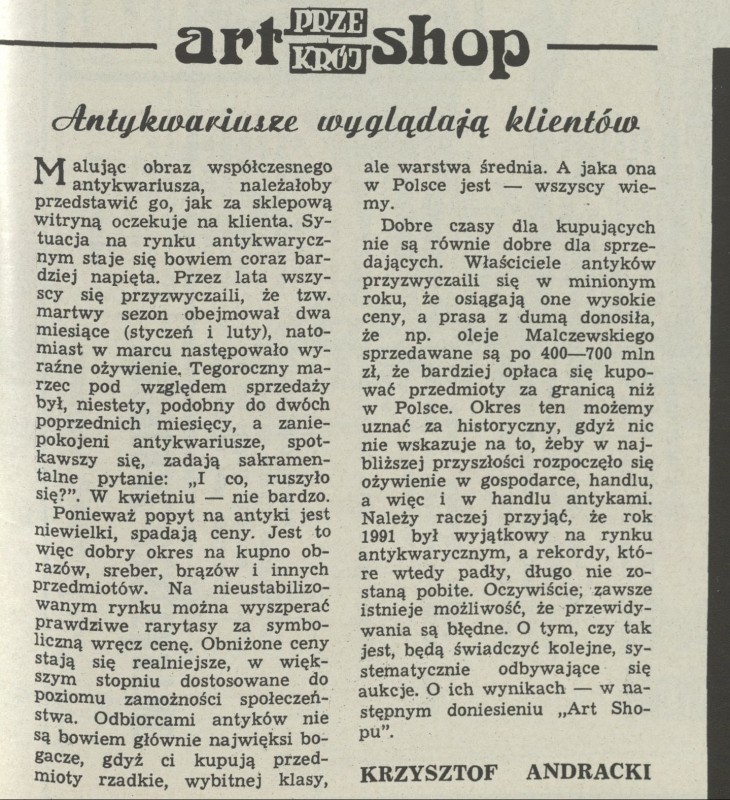 art PRZE KRÓJ shop
Antykwariusze wyglądają klientów
Malując obraz współczesnego
antykwariusza, należałoby
przedstawić go, jak za sklepową
witryną oczekuje na klienta. Sy-
tuacja na rynku antykwarycz-
nym staje się bowiem coraz bar-
dziej napięta. Przez lata wszy-
scy się przyzwyczaili, że tzw.
martwy sezon obejmował dwa
miesiące (styczeń i luty), nato-
miast w marcu następowało wy-
raźne ożywienie. Tegoroczny ma-
rzec pod względem sprzedaży
był, niestety, podobny do dwóch
poprzednich miesięcy, a zanie-
pokojeni antykwariusze, spot-
kawszy się, zadają sakramen-
talne pytanie: „I co, ruszyło
się?”. W kwietniu — nie bardzo.
Ponieważ popyt na antyki jest
niewielki, spadają ceny. Jest to
więc dobry okres na kupno ob-
razów, sreber, brązów i innych
przedmiotów. Na nieustabilizo-
wanym rynku można wyszperać
prawdziwe rarytasy za symbo-
liczną wręcz cenę. Obniżone ceny
stają się realniejsze, w więk-
szym stopniu dostosowane do
poziomu zamożności społeczeń-
stwa. Odbiorcami antyków nie
są bowiem głównie najwięksi bo-
gacze, gdyż ci kupują przed-
mioty rzadkie, wybitnej klasy,
ale warstwa średnia. A jaka ona
w Polsce jest — wszyscy wie-
my.
Dobre czasy dla kupujących
nie są równie dobre dla sprze-
dających. Właściciele antyków
przyzwyczaili się w minionym
roku, że osiągają one wysokie
ceny, a prasa z dumą donosiła,
że np. oleje Malczewskiego
sprzedawane są po 400—700 mln
zł, że bardziej opłaca się kupo-
wać przedmioty za granicą niż
w Polsce. Okres ten możemy
uznać za historyczny, gdyż nic
nie wskazuje na to, żeby w naj-
bliższej przyszłości rozpoczęło się
ożywienie w gospodarce, handlu,
a więc i w handlu antykami.
Należy raczej przyjąć, że rok
1991 był wyjątkowy na rynku
antykwarycznym, a rekordy, któ-
re wtedy padły, długo nie zo-
staną pobite. Oczywiście, zawsze
istnieje możliwość, że przewidy-
wania są błędne. O tym, czy tak
jest, będą świadczyć kolejne, sy-
stematycznie odbywające się
aukcje. O ich wynikach — w na-
stępnym doniesieniu „Art Sho-
pu”.
KRZYSZTOF ANDRACKI